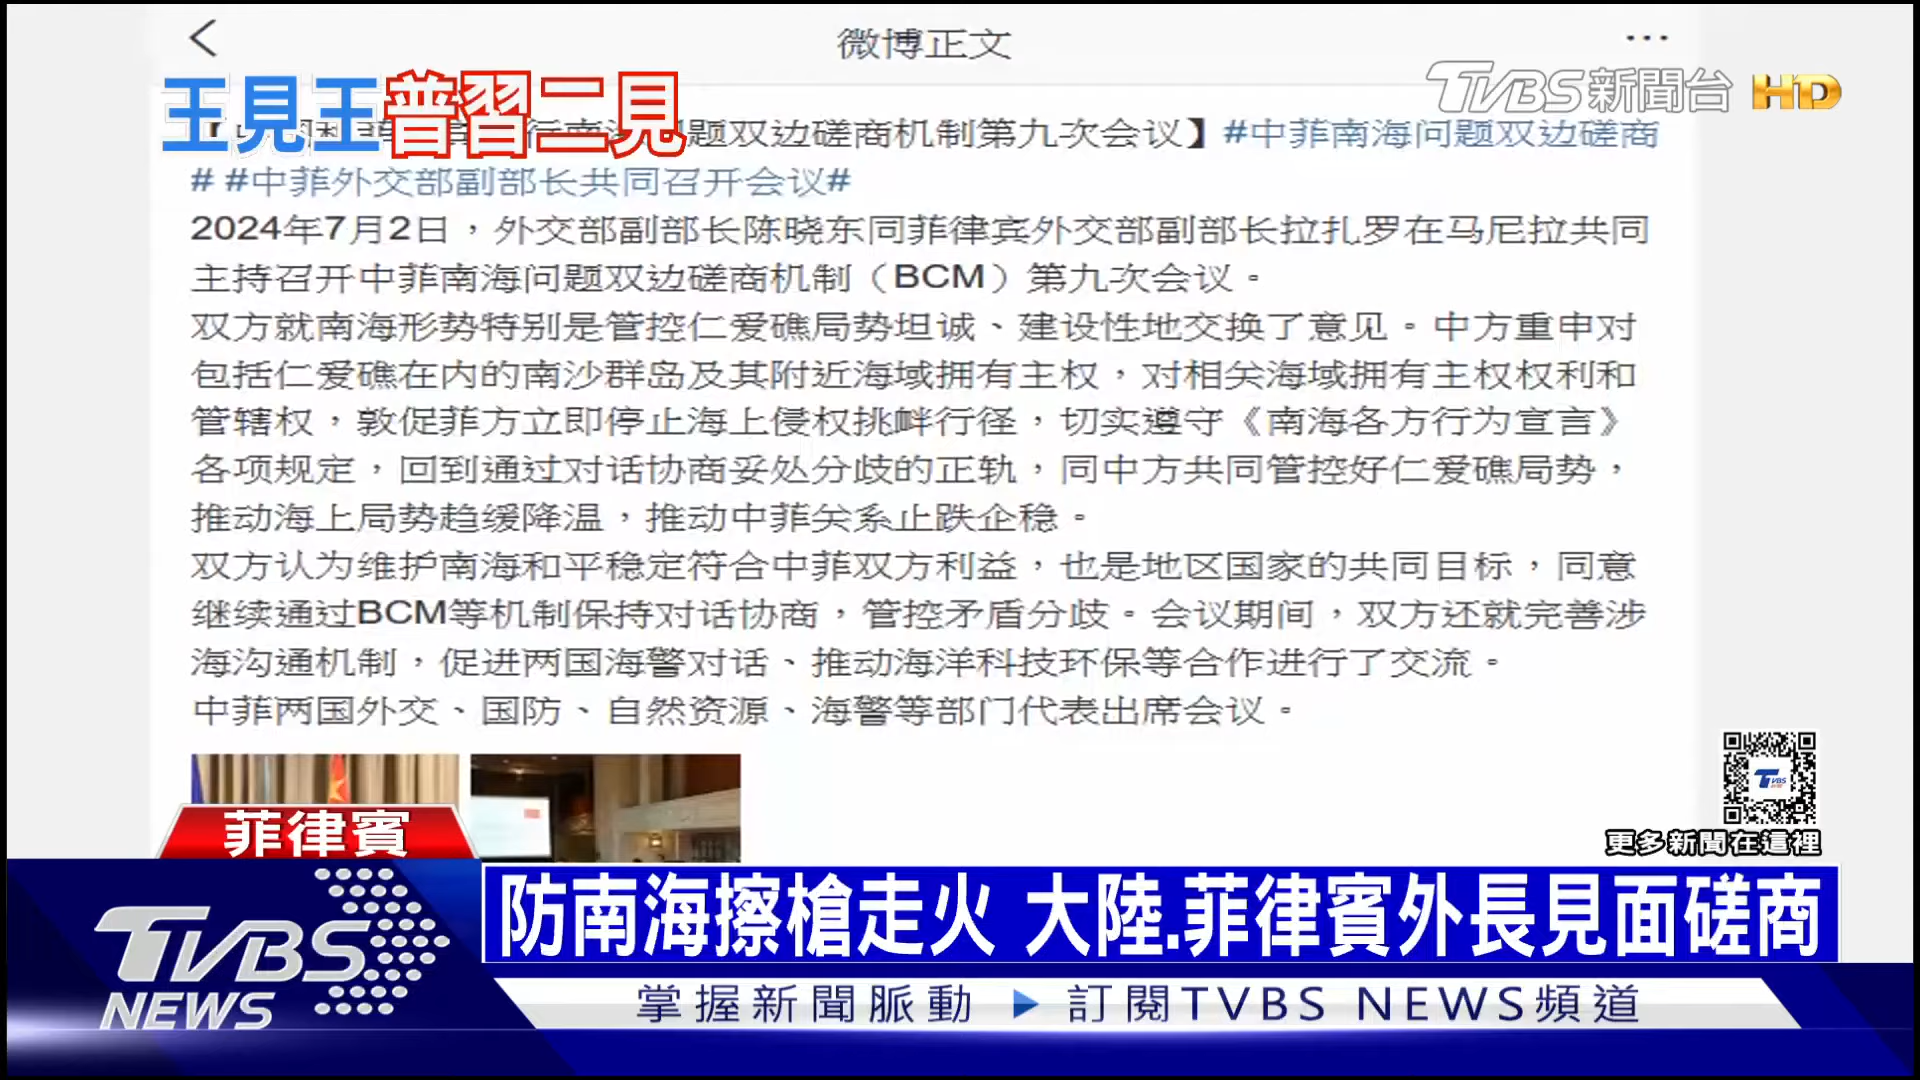 微博正文
王見王普習二見
TVBS新聞台 HD
题双边磋商机制第九次会议】#中菲南海问题双边磋商
# #中菲外交部副部长共同召开会议#
2024年7月2日，外交部副部长陈晓东同菲律宾外交部副部长拉扎罗在马尼拉共同
主持召开中菲南海问题双边磋商机制（BCM）第九次会议。
双方就南海形势特别是管控仁爱礁局势坦诚、建设性地交换了意见。中方重申对
包括仁爱礁在内的南沙群岛及其附近海域拥有主权，对相关海域拥有主权权利和
管辖权，敦促菲方立即停止海上侵权挑衅行径，切实遵守《南海各方行为宣言》
各项规定，回到通过对话协商妥处分歧的正轨，同中方共同管控好仁爱礁局势，
推动海上局势趋缓降温，推动中菲关系止跌企稳。
双方认为维护南海和平稳定符合中菲双方利益，也是地区国家的共同目标，同意
继续通过BCM等机制保持对话协商，管控矛盾分歧。会议期间，双方还就完善涉
海沟通机制，促进两国海警对话、推动海洋科技环保等合作进行了交流。
中菲两国外交、国防、自然资源、海警等部门代表出席会议。
TVBS
更多新聞在這裡
菲律賓
防南海擦槍走火 大陸.菲律賓外長見面磋商
TVBS
NEWS
掌握新聞脈動 ▶ 訂閱TVBS NEWS頻道